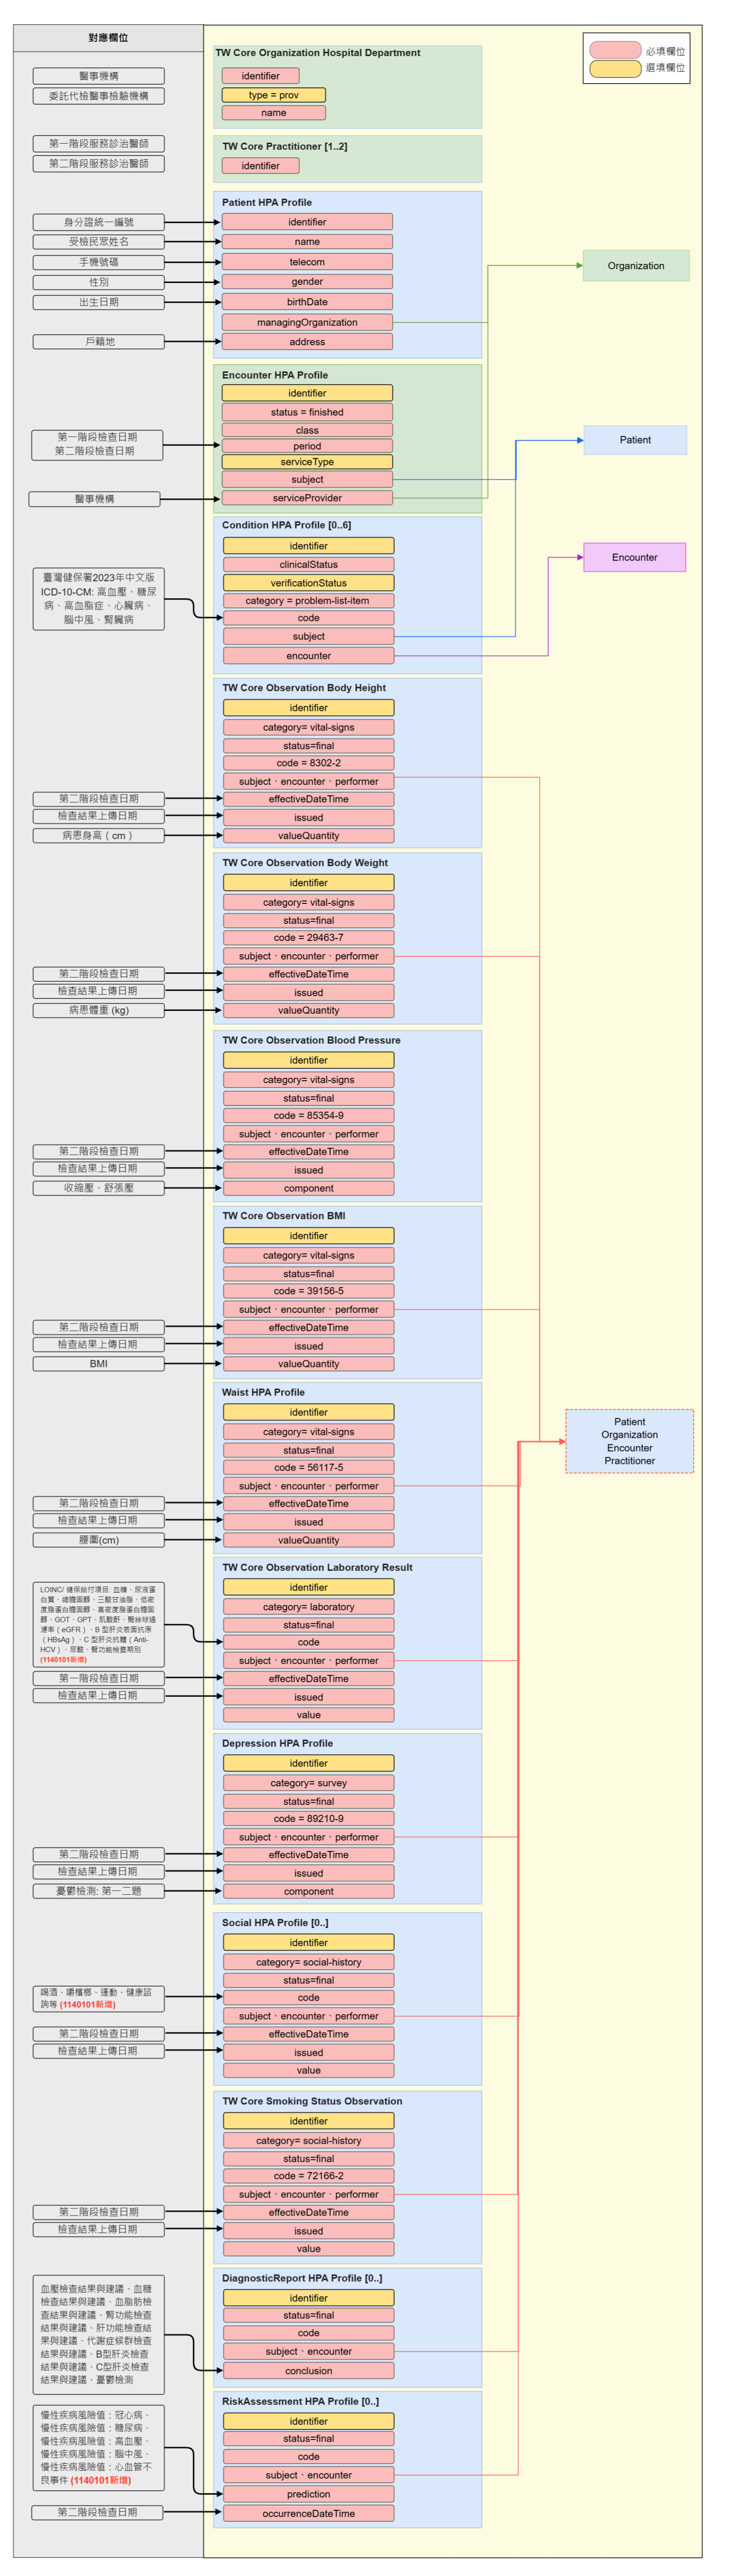 對應欄位
必填欄位
選填欄位
TW Core Organization Hospital Department
醫事機構
identifier
委託代檢醫事檢驗機構
type = prov
name
TW Core Practitioner [1..2]
第一階段服務診治醫師
第二階段服務診治醫師
identifier
Patient HPA Profile
身分證統一編號
identifier
受檢民眾姓名
name
手機號碼
telecom
Organization
性別
gender
出生日期
birthDate
managingOrganization
戶籍地
address
Encounter HPA Profile
identifier
status = finished
class
第一階段檢查日期
第二階段檢查日期
period
Patient
serviceType
subject
醫事機構
serviceProvider
Condition HPA Profile [0..6]
identifier
clinicalStatus
Encounter
臺灣健保署2023年中文版
ICD-10-CM: 高血壓、糖尿
病、高血脂症、心臟病、
腦中風、腎臟病
verificationStatus
category = problem-list-item
code
subject
encounter
TW Core Observation Body Height
identifier
category= vital-signs
status=final
code = 8302-2
subject、encounter、performer
第二階段檢查日期
effectiveDateTime
檢查結果上傳日期
issued
病患身高（cm）
valueQuantity
TW Core Observation Body Weight
identifier
category= vital-signs
status=final
code = 29463-7
subject、encounter、performer
第二階段檢查日期
effectiveDateTime
檢查結果上傳日期
issued
病患體重 (kg)
valueQuantity
TW Core Observation Blood Pressure
identifier
category= vital-signs
status=final
code = 85354-9
subject、encounter、performer
第二階段檢查日期
effectiveDateTime
檢查結果上傳日期
issued
收縮壓、舒張壓
component
TW Core Observation BMI
identifier
category= vital-signs
status=final
code = 39156-5
subject、encounter、performer
第二階段檢查日期
effectiveDateTime
檢查結果上傳日期
issued
BMI
valueQuantity
Waist HPA Profile
identifier
category= vital-signs
status=final
code = 56117-5
subject、encounter、performer
Patient
Organization
Encounter
Practitioner
第二階段檢查日期
effectiveDateTime
檢查結果上傳日期
issued
腰圍(cm)
valueQuantity
TW Core Observation Laboratory Result
LOINC/ 健保給付項目: 血糖、尿液蛋
白質、總膽固醇、三酸甘油脂、低密
度脂蛋白膽固醇、高密度脂蛋白膽固
醇、GOT、GPT、肌酸酐、腎絲球過
濾率（eGFR）、B 型肝炎表面抗原
（HBsAg）、C 型肝炎抗體（Anti-
HCV）、尿酸、腎功能檢查期別
(1140101新增)
identifier
category= laboratory
status=final
code
subject、encounter、performer
第一階段檢查日期
effectiveDateTime
檢查結果上傳日期
issued
value
Depression HPA Profile
identifier
category= survey
status=final
code = 89210-9
subject、encounter、performer
第二階段檢查日期
effectiveDateTime
檢查結果上傳日期
issued
憂鬱檢測: 第一二題
component
Social HPA Profile [0..]
identifier
category= social-history
status=final
喝酒、嚼檳榔、運動、健康諮
詢等 (1140101新增)
code
subject、encounter、performer
第二階段檢查日期
effectiveDateTime
檢查結果上傳日期
issued
value
TW Core Smoking Status Observation
identifier
category= social-history
status=final
code = 72166-2
subject、encounter、performer
第二階段檢查日期
effectiveDateTime
檢查結果上傳日期
issued
value
DiagnosticReport HPA Profile [0..]
血壓檢查結果與建議、血糖
檢查結果與建議、血脂肪檢
查結果與建議、腎功能檢查
結果與建議、肝功能檢查結
果與建議、代謝症候群檢查
結果與建議、B型肝炎檢查
結果與建議、C型肝炎檢查
結果與建議、憂鬱檢測
identifier
status=final
code
subject、encounter
conclusion
RiskAssessment HPA Profile [0..]
慢性疾病風險值：冠心病、
慢性疾病風險值：糖尿病、
慢性疾病風險值：高血壓、
慢性疾病風險值：腦中風、
慢性疾病風險值：心血管不
良事件 (1140101新增)
identifier
status=final
code
subject、encounter
prediction
第二階段檢查日期
occurrenceDateTime